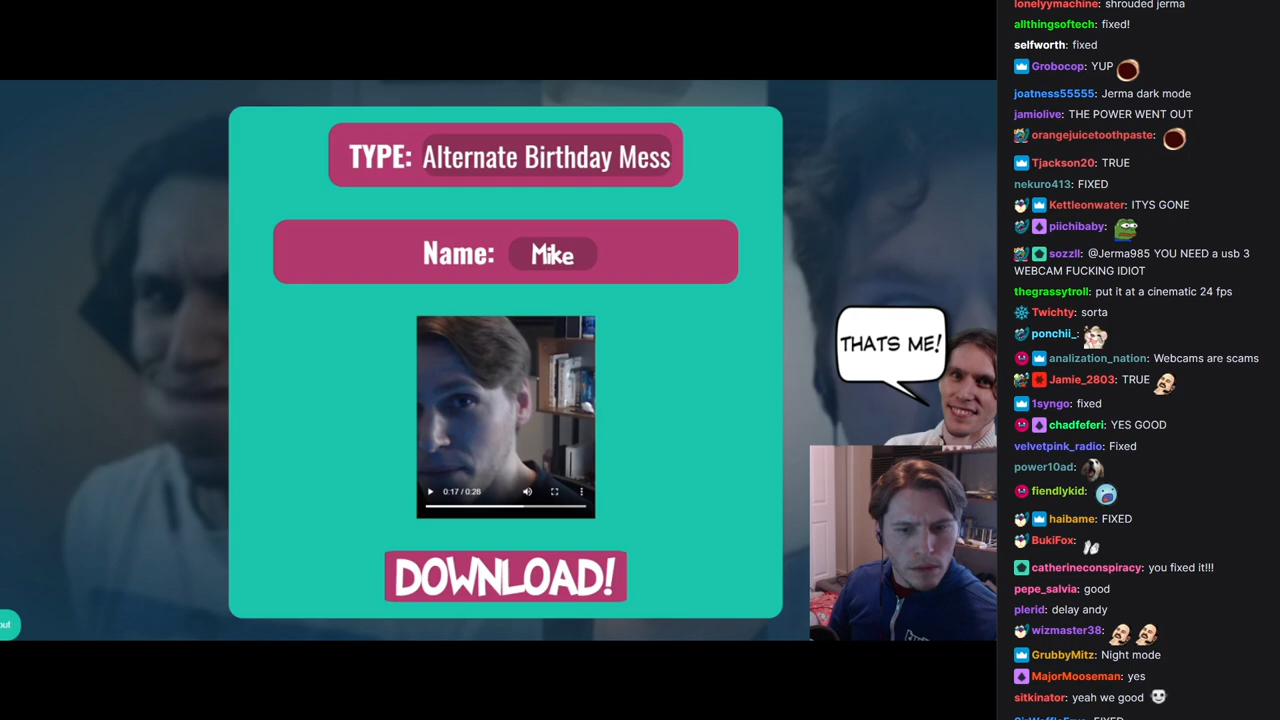 TYPE: Alternate Birthday Mess
Name: Mike
THATS ME!
0:17 / 0:28
DOWNLOAD!
out
lonelyymachine: shrouded jerma
allthingsoftech: fixed!
selfworth: fixed
Grobocop: YUP
joatness55555: Jerma dark mode
jamiolive: THE POWER WENT OUT
orangejuicetoothpaste:
Tjackson20: TRUE
nekuro413: FIXED
Kettleonwater: ITYS GONE
piichibaby:
sozzll: @Jerma985 YOU NEED a usb 3
WEBCAM FUCKING IDIOT
thegrassytroll: put it at a cinematic 24 fps
Twichty: sorta
ponchii_:
analization_nation: Webcams are scams
Jamie_2803: TRUE
1syngo: fixed
chadfeferi: YES GOOD
velvetpink_radio: Fixed
power10ad:
fiendlykid:
haibame: FIXED
BukiFox:
catherineconspiracy: you fixed it!!!
pepe_salvia: good
plerid: delay andy
wizmaster38:
GrubbyMitz: Night mode
MajorMooseman: yes
sitkinator: yeah we good